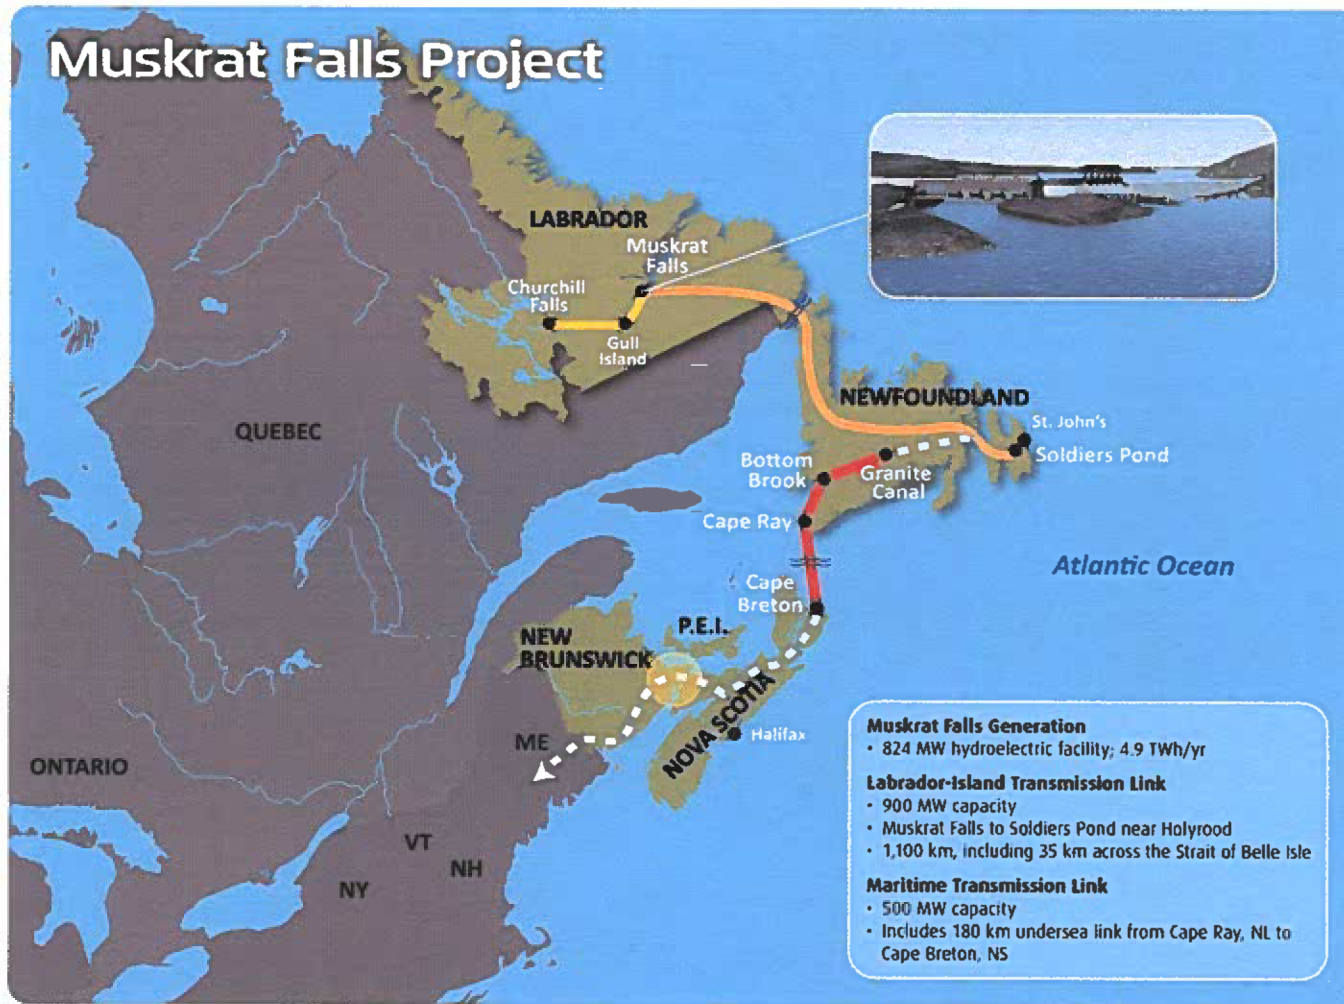 Muskrat Falls Project
LABRADOR
Muskrat
Falls
Churchill
Falls
Gull
Island
QUEBEC
NEWFOUNDLAND
St. John's
Soldiers Pond
Bottom
Brook
Granite
Canal
Cape Ray
Atlantic Ocean
Cape
Breton
P.E.I.
NEW
BRUNSWICK
NOVA SCOTIA
Halifax
ME
ONTARIO
VT
NH
NY
Muskrat Falls Generation
• 824 MW hydroelectric facility; 4.9 TWh/yr
Labrador-Island Transmission Link
• 900 MW capacity
• Muskrat Falls to Soldiers Pond near Holyrood
• 1,100 km, including 35 km across the Strait of Belle Isle
Maritime Transmission Link
• 500 MW capacity
• Includes 180 km undersea link from Cape Ray, NL to
Cape Breton, NS